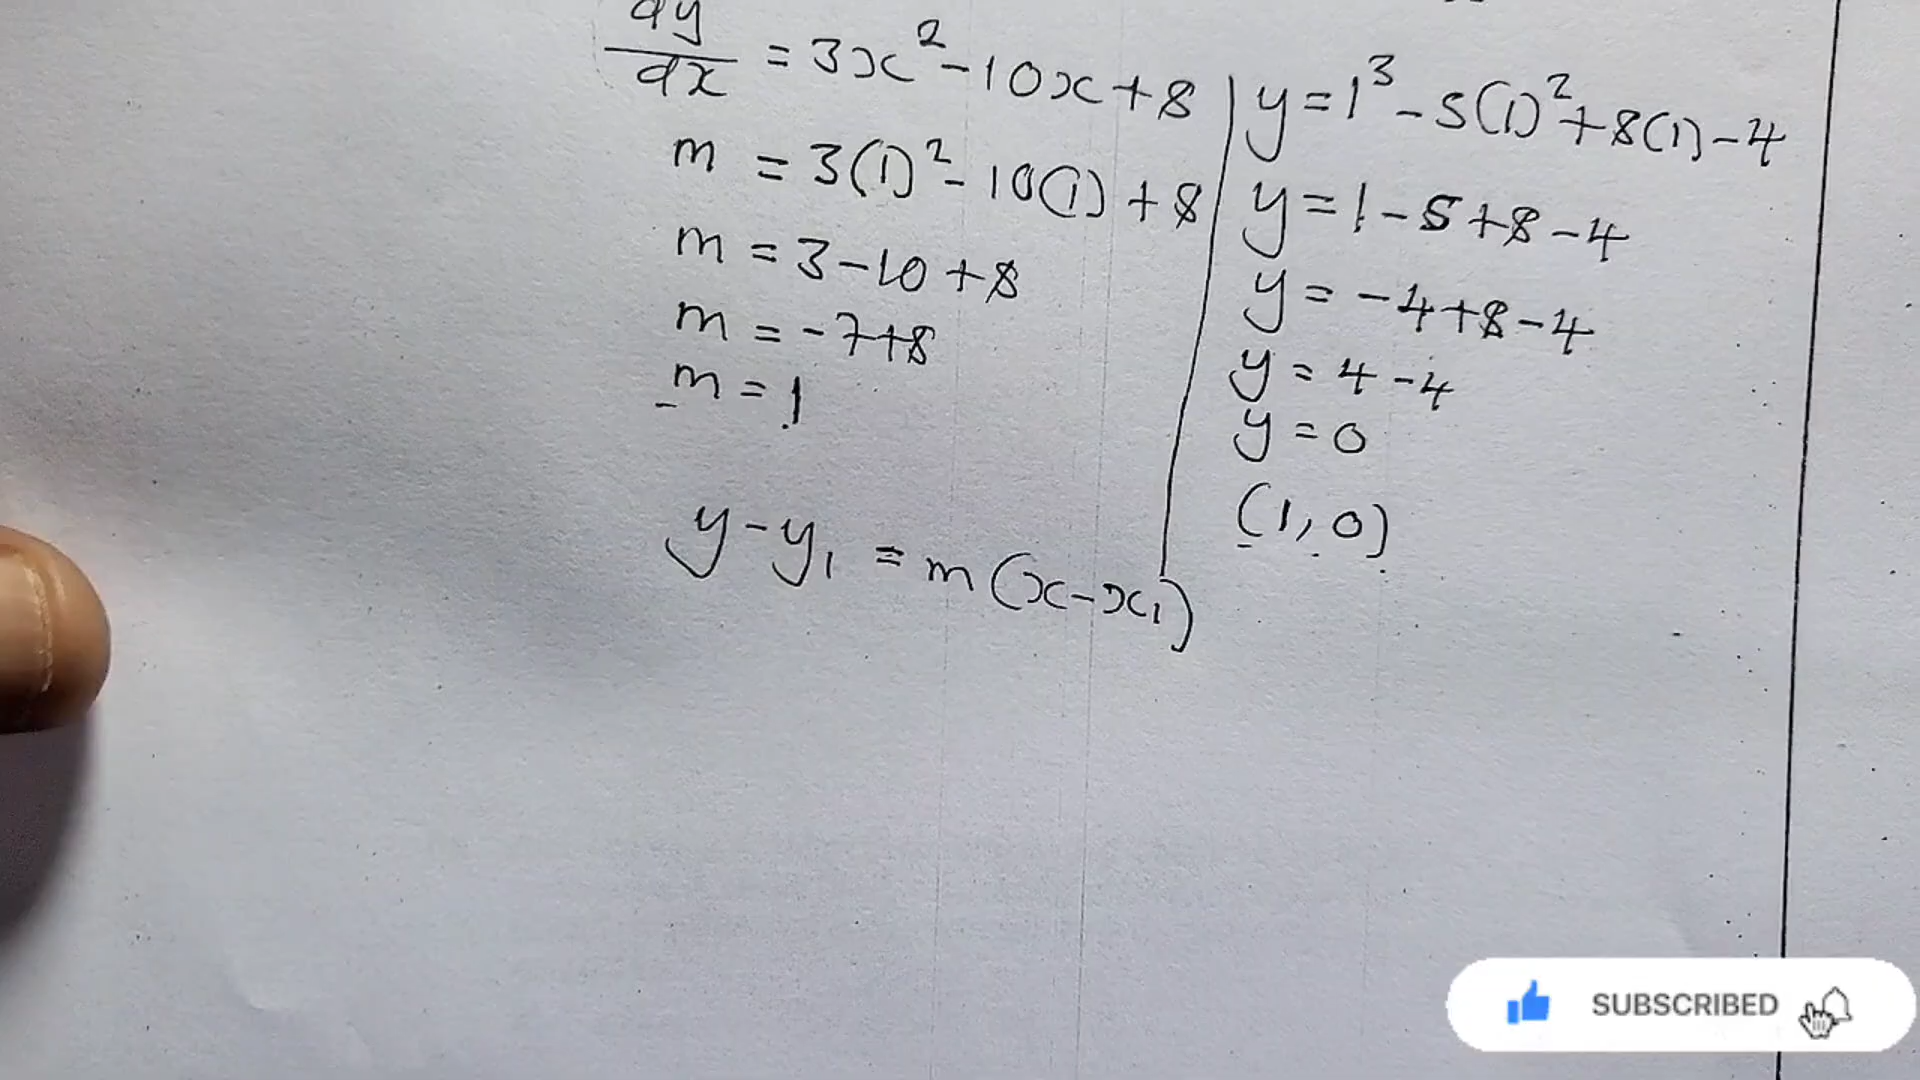 dy/dx = 3x² - 10x + 8
m = 3(1)² - 10(1) + 8
m = 3 - 10 + 8
m = -7 + 8
m = 1
y = 1³ - 5(1)² + 8(1) - 4
y = 1 - 5 + 8 - 4
y = -4 + 8 - 4
y = 4 - 4
y = 0
(1, 0)
y - y₁ = m(x - x₁)
SUBSCRIBED